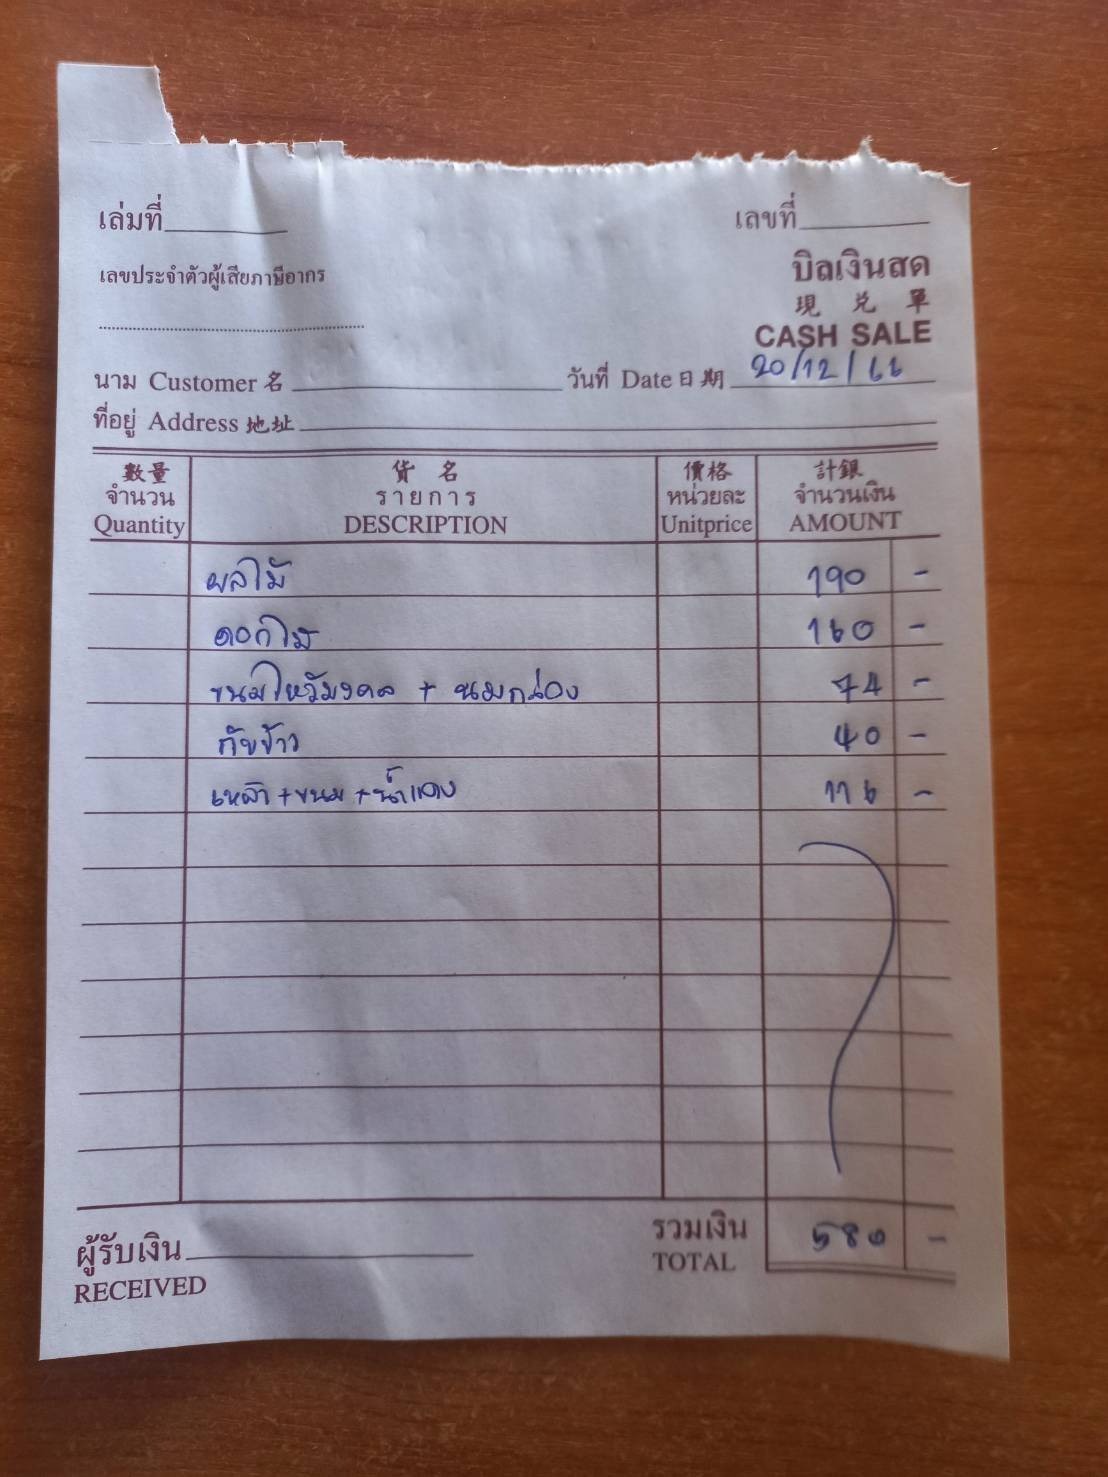 เล่มที่ เลขที่
เลขประจำตัวผู้เสียภาษีอากร บิลเงินสด
現 兌 單
CASH SALE
นาม Customer 名 วันที่ Date 日期 20/12/66
ที่อยู่ Address 地址
數量 貨 名 價格 計銀
จำนวน รายการ หน่วยละ จำนวนเงิน
Quantity DESCRIPTION Unitprice AMOUNT
ผลไม้ 190 -
ดอกไม้ 160 -
ขนมไหว้มงคล + นมกล่อง 74 -
กับข้าว 40 -
เหล้า+ขนม+น้ำแดง 116 -
ผู้รับเงิน รวมเงิน 580 -
RECEIVED TOTAL